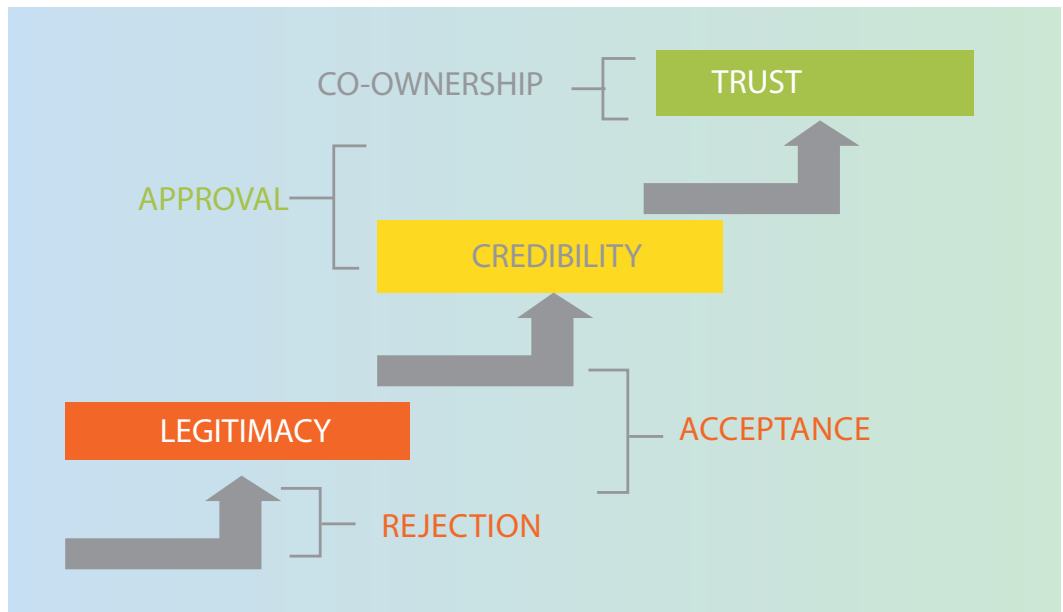 CO-OWNERSHIP
TRUST
APPROVAL
CREDIBILITY
LEGITIMACY
ACCEPTANCE
REJECTION